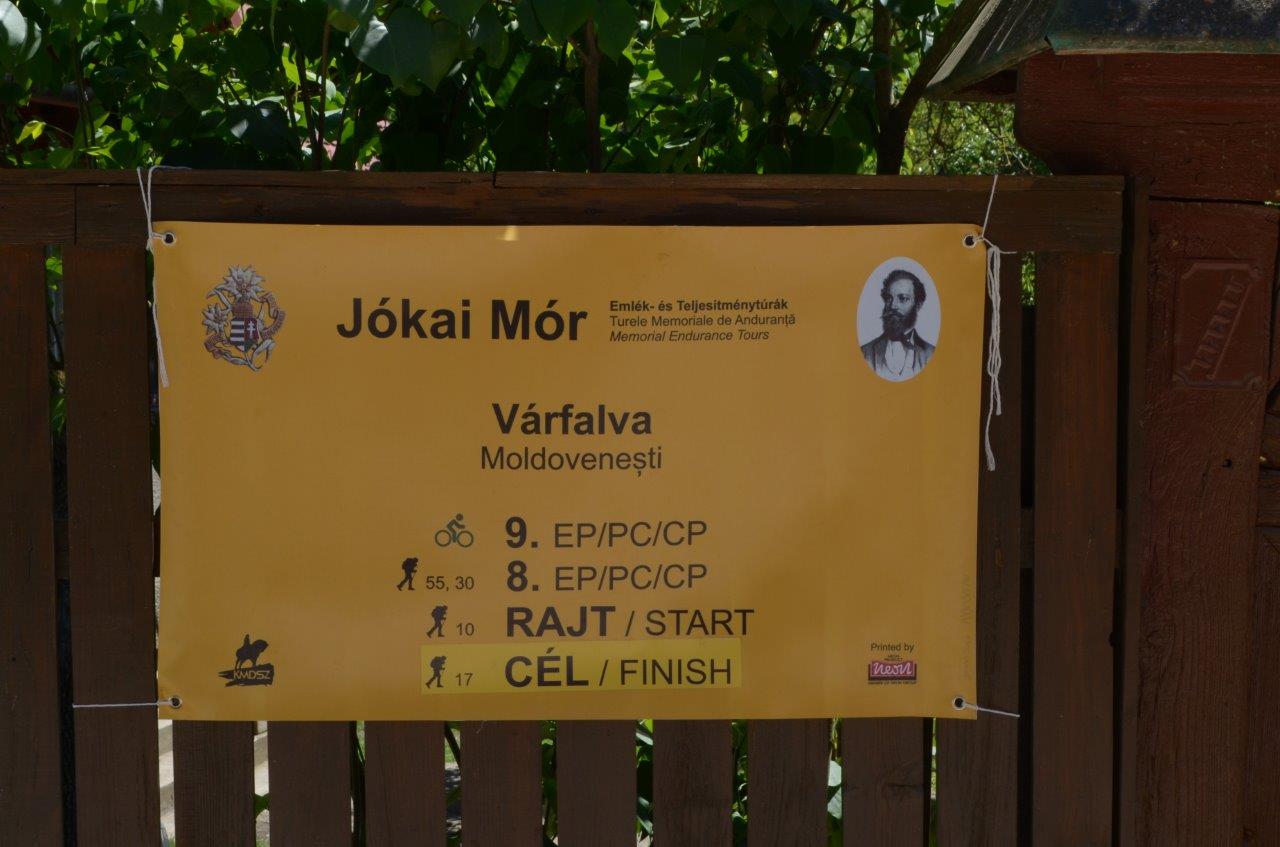 Jókai Mór
Emlék- és Teljesítménytúrák
Turele Memoriale de Anduranță
Memorial Endurance Tours
Várfalva
Moldovenești
9. EP/PC/CP
55, 30 8. EP/PC/CP
10 RAJT / START
17 CÉL / FINISH
KMDSZ
Printed by
neon